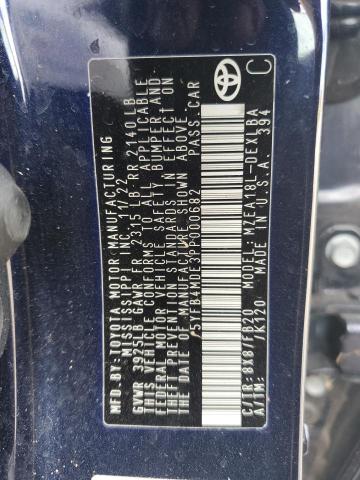 MFD.BY:TOYOTA MOTOR MANUFACTURING
MISSISSIPPI, INC. 11/22
GVWR 3925LB GAWR FR 2315 LB RR 2140 LB
THIS VEHICLE CONFORMS TO ALL APPLICABLE
FEDERAL MOTOR VEHICLE SAFETY, BUMPER AND
THEFT PREVENTION STANDARDS IN EFFECT ON
THE DATE OF MANUFACTURE SHOWN ABOVE.
PASS.CAR
C/TR: 8X8/FB20 MZEA18L-DEXLBA
A/TM: /K120 MADE IN U.S.A. 394
C